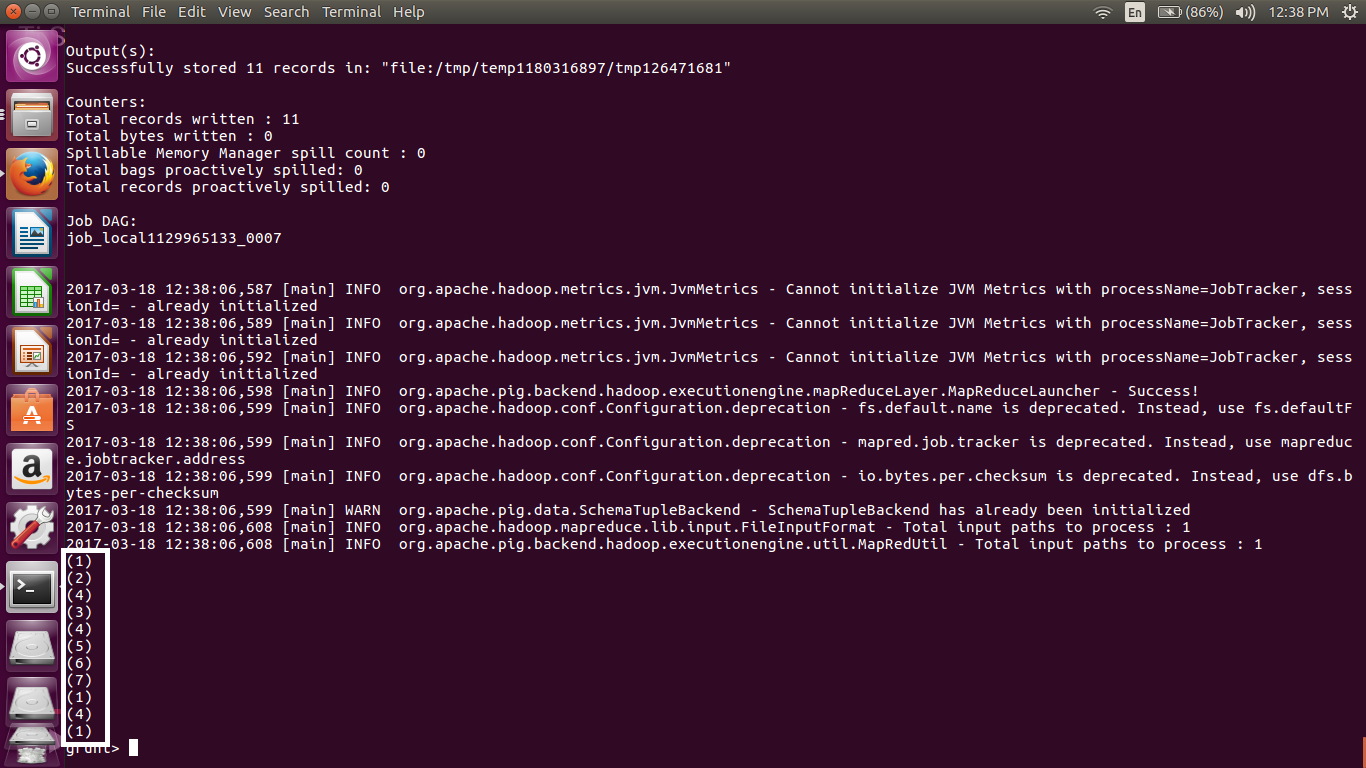 Terminal File Edit View Search Terminal Help En (86%) 12:38 PM
Output(s):
Successfully stored 11 records in: "file:/tmp/temp1180316897/tmp126471681"
Counters:
Total records written : 11
Total bytes written : 0
Spillable Memory Manager spill count : 0
Total bags proactively spilled: 0
Total records proactively spilled: 0
Job DAG:
job_local1129965133_0007
2017-03-18 12:38:06,587 [main] INFO  org.apache.hadoop.metrics.jvm.JvmMetrics - Cannot initialize JVM Metrics with processName=JobTracker, sess
ionId= - already initialized
2017-03-18 12:38:06,589 [main] INFO  org.apache.hadoop.metrics.jvm.JvmMetrics - Cannot initialize JVM Metrics with processName=JobTracker, sess
ionId= - already initialized
2017-03-18 12:38:06,592 [main] INFO  org.apache.hadoop.metrics.jvm.JvmMetrics - Cannot initialize JVM Metrics with processName=JobTracker, sess
ionId= - already initialized
2017-03-18 12:38:06,598 [main] INFO  org.apache.pig.backend.hadoop.executionengine.mapReduceLayer.MapReduceLauncher - Success!
2017-03-18 12:38:06,599 [main] INFO  org.apache.hadoop.conf.Configuration.deprecation - fs.default.name is deprecated. Instead, use fs.defaultF
S
2017-03-18 12:38:06,599 [main] INFO  org.apache.hadoop.conf.Configuration.deprecation - mapred.job.tracker is deprecated. Instead, use mapreduc
e.jobtracker.address
2017-03-18 12:38:06,599 [main] INFO  org.apache.hadoop.conf.Configuration.deprecation - io.bytes.per.checksum is deprecated. Instead, use dfs.b
ytes-per-checksum
2017-03-18 12:38:06,599 [main] WARN  org.apache.pig.data.SchemaTupleBackend - SchemaTupleBackend has already been initialized
2017-03-18 12:38:06,608 [main] INFO  org.apache.hadoop.mapreduce.lib.input.FileInputFormat - Total input paths to process : 1
2017-03-18 12:38:06,608 [main] INFO  org.apache.pig.backend.hadoop.executionengine.util.MapRedUtil - Total input paths to process : 1
(1)
(2)
(4)
(3)
(4)
(5)
(6)
(7)
(1)
(4)
(1)
grunt>